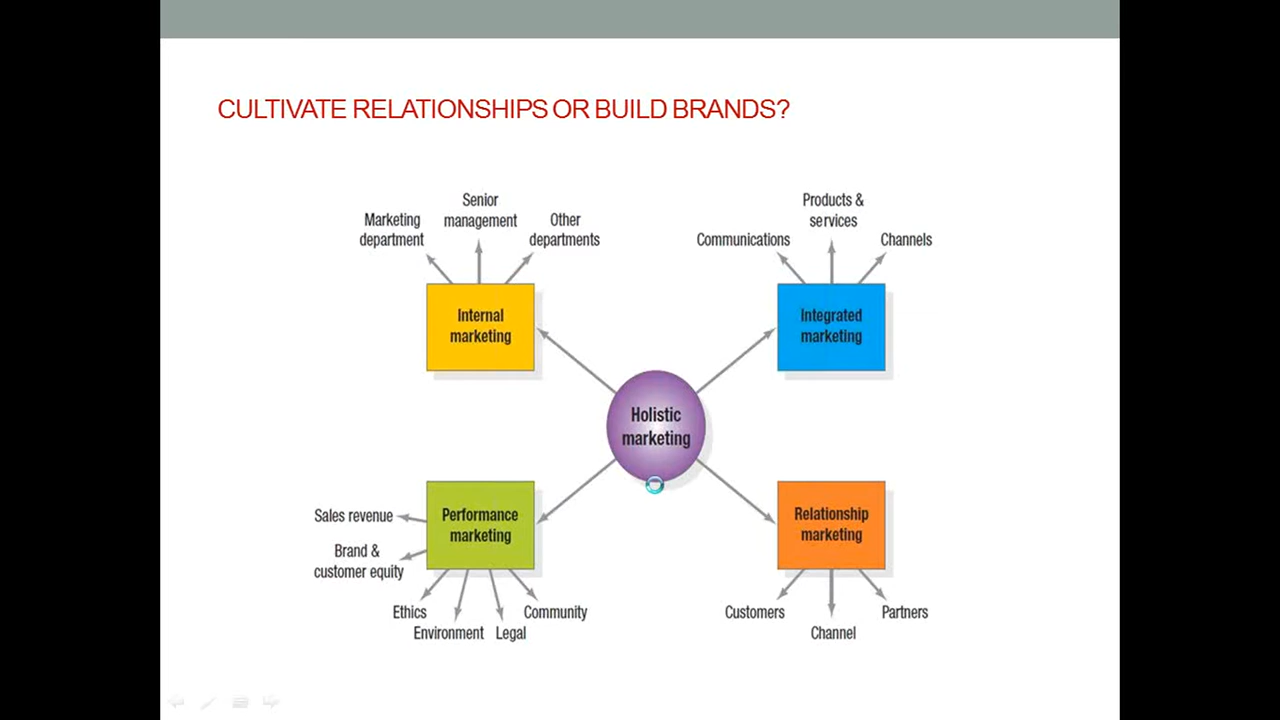 CULTIVATE RELATIONSHIPS OR BUILD BRANDS?
Marketing
department
Senior
management
Other
departments
Internal
marketing
Communications
Products &
services
Channels
Integrated
marketing
Holistic
marketing
Performance
marketing
Sales revenue
Brand &
customer equity
Ethics
Environment
Legal
Community
Relationship
marketing
Customers
Channel
Partners